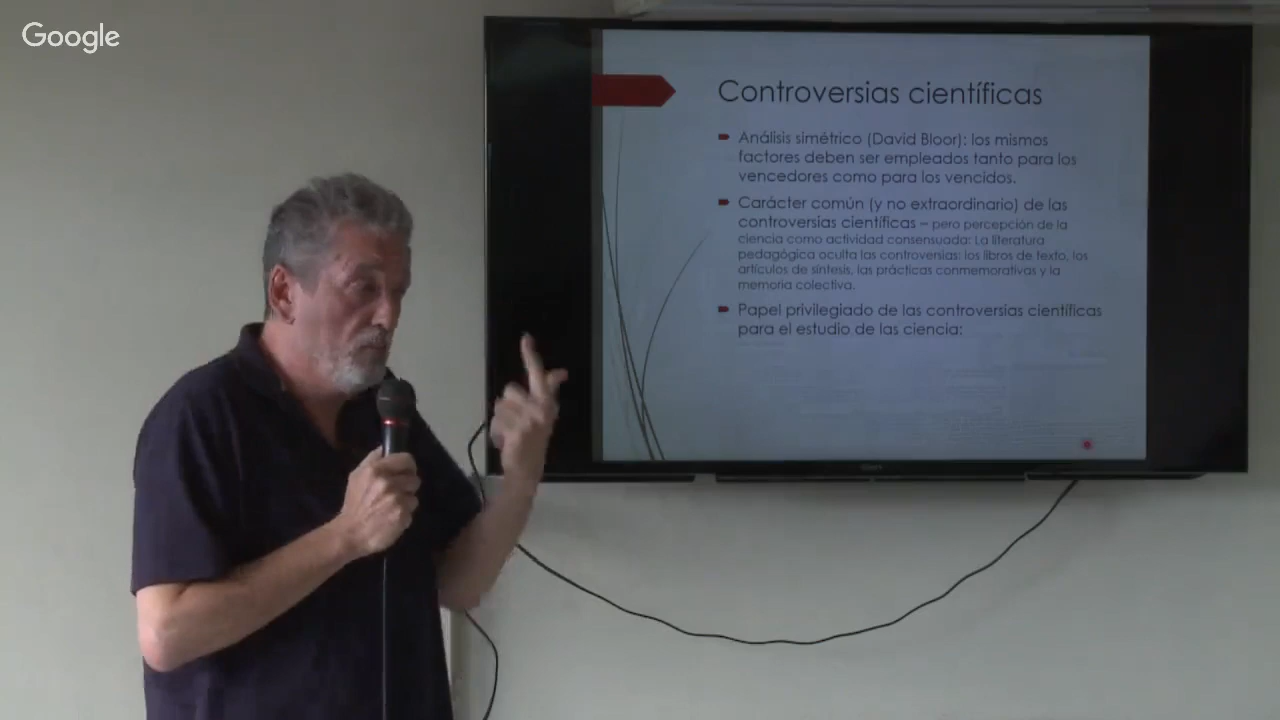 Google
Controversias científicas
Análisis simétrico (David Bloor): los mismos
factores deben ser empleados tanto para los
vencedores como para los vencidos.
Carácter común (y no extraordinario) de las
controversias científicas – pero percepción de la
ciencia como actividad consensuada: La literatura
pedagógica oculta las controversias: los libros de texto, los
artículos de síntesis, las prácticas conmemorativas y la
memoria colectiva.
Papel privilegiado de las controversias científicas
para el estudio de las ciencia: